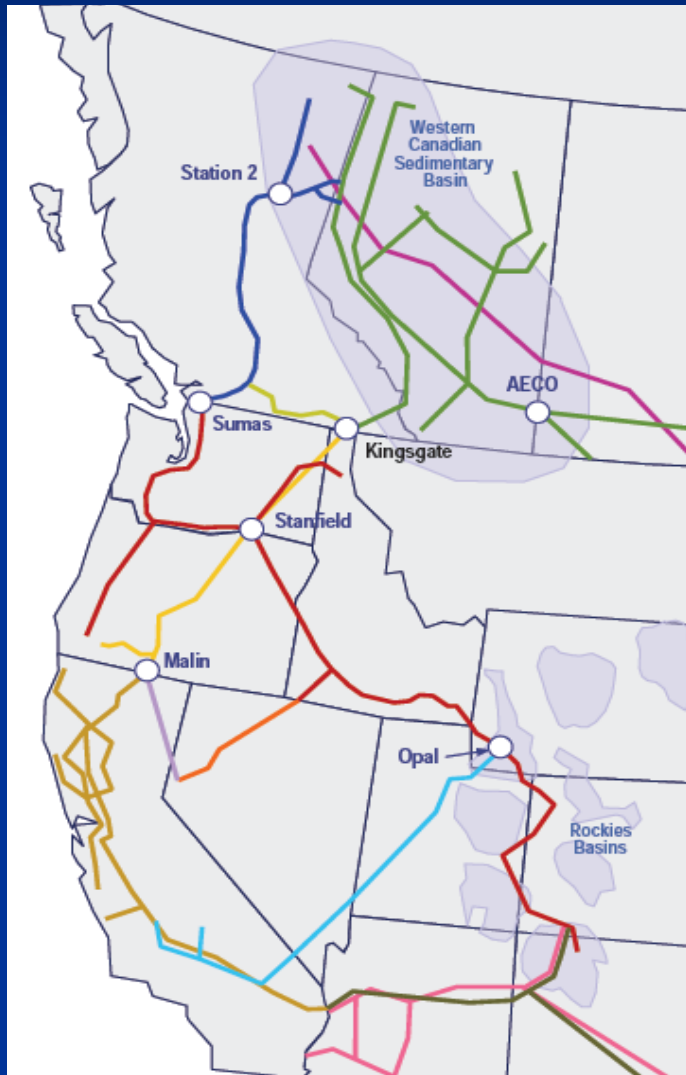 Western
Canadian
Sedimentary
Basin
Station 2
AECO
Sumas
Kingsgate
Stanfield
Malin
Opal
Rockies
Basins